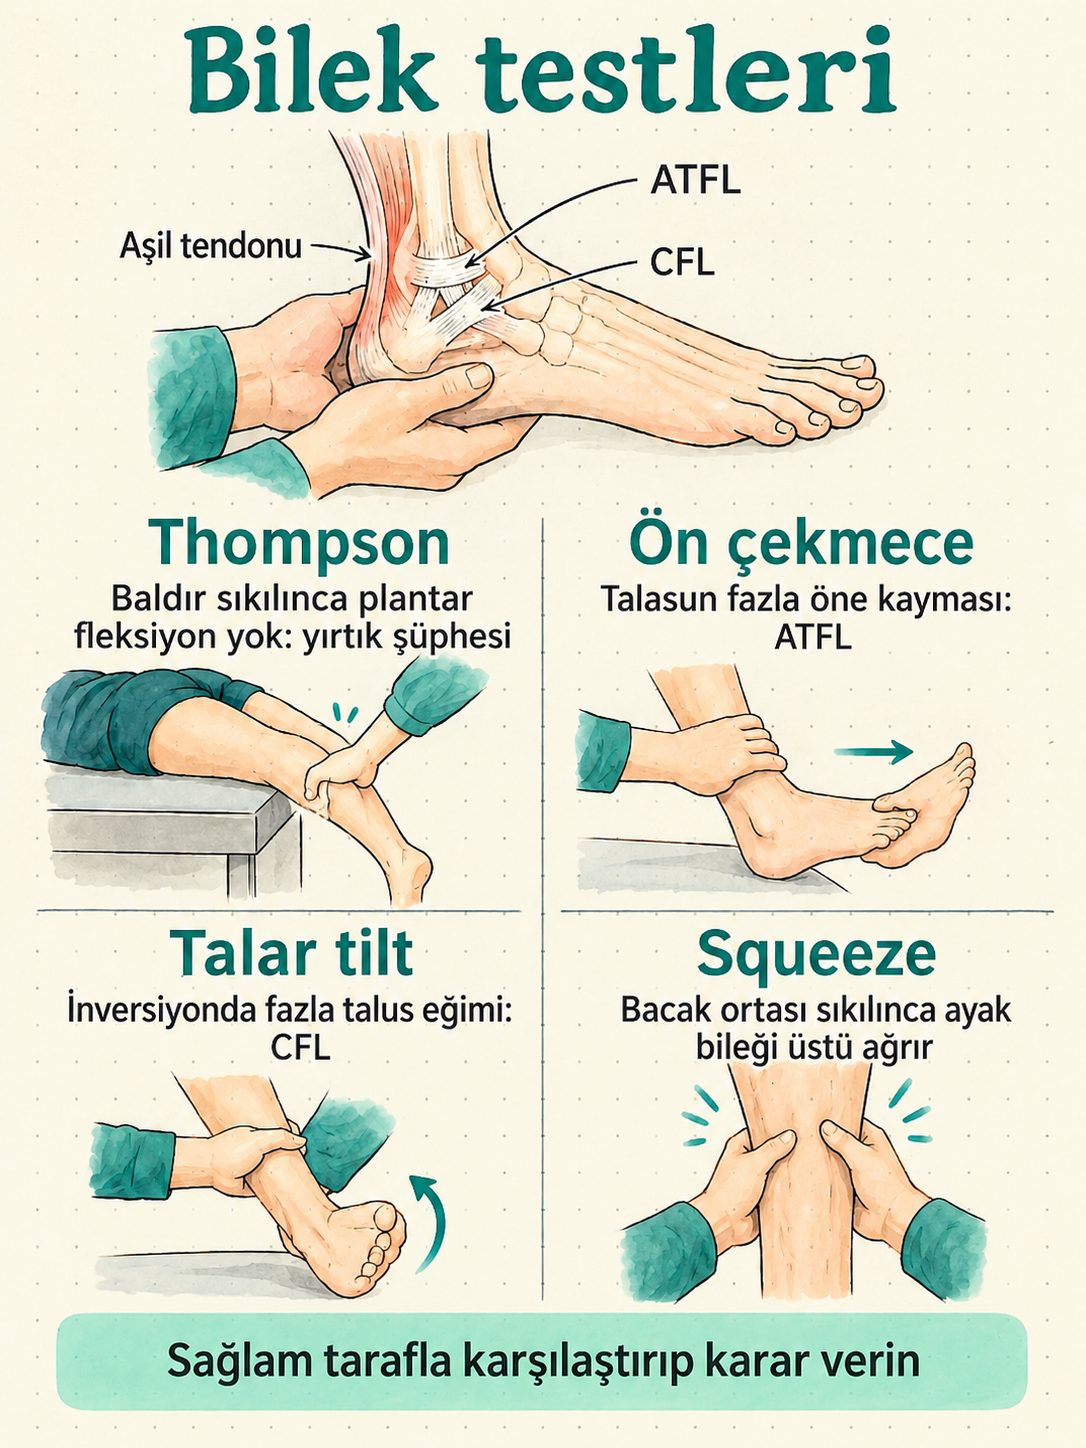 Bilek testleri
ATFL
Aşil tendonu
CFL
Thompson
Baldır sıkılınca plantar
fleksiyon yok: yırtık şüphesi
Ön çekmece
Talasun fazla öne kayması:
ATFL
Talar tilt
İnversiyonda fazla talus eğimi:
CFL
Squeeze
Bacak ortası sıkılınca ayak
bileği üstü ağrır
Sağlam tarafla karşılaştırıp karar verin